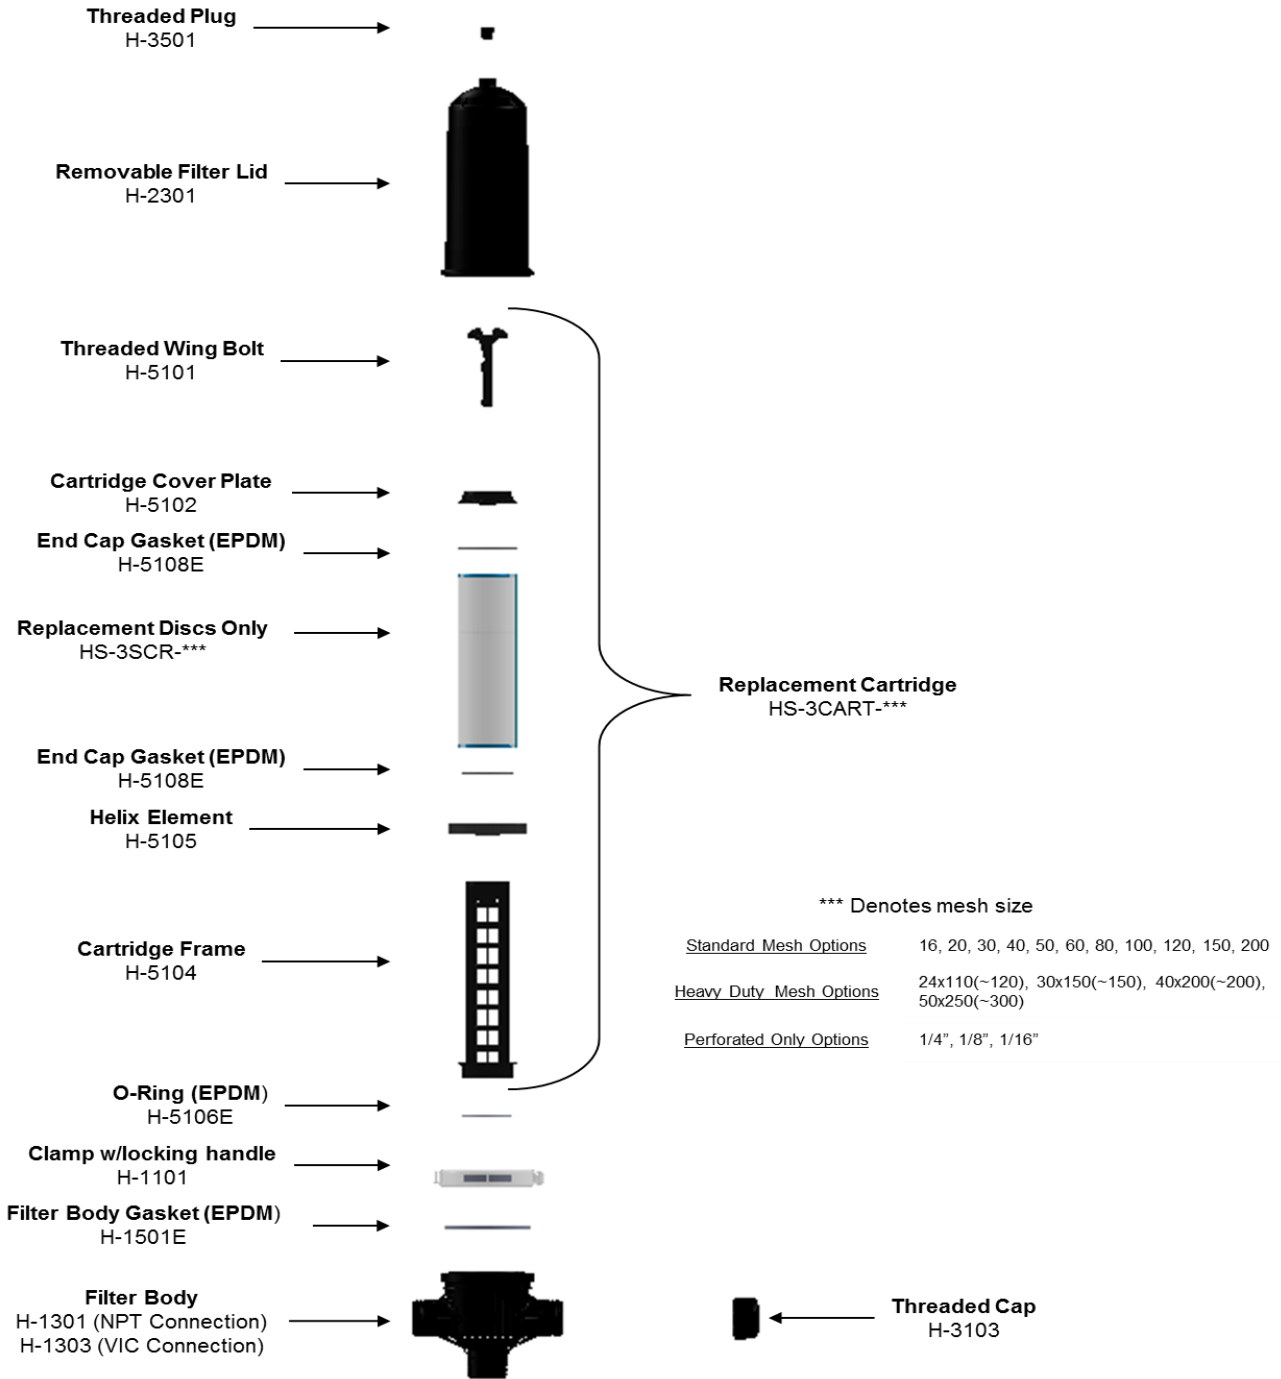 Threaded Plug
H-3501
Removable Filter Lid
H-2301
Threaded Wing Bolt
H-5101
Cartridge Cover Plate
H-5102
End Cap Gasket (EPDM)
H-5108E
Replacement Discs Only
HS-3SCR-***
Replacement Cartridge
HS-3CART-***
End Cap Gasket (EPDM)
H-5108E
Helix Element
H-5105
Cartridge Frame
H-5104
*** Denotes mesh size
Standard Mesh Options 16, 20, 30, 40, 50, 60, 80, 100, 120, 150, 200
Heavy Duty Mesh Options 24x110(~120), 30x150(~150), 40x200(~200),
50x250(~300)
Perforated Only Options 1/4”, 1/8”, 1/16”
O-Ring (EPDM)
H-5106E
Clamp w/locking handle
H-1101
Filter Body Gasket (EPDM)
H-1501E
Filter Body
H-1301 (NPT Connection)
H-1303 (VIC Connection)
Threaded Cap
H-3103